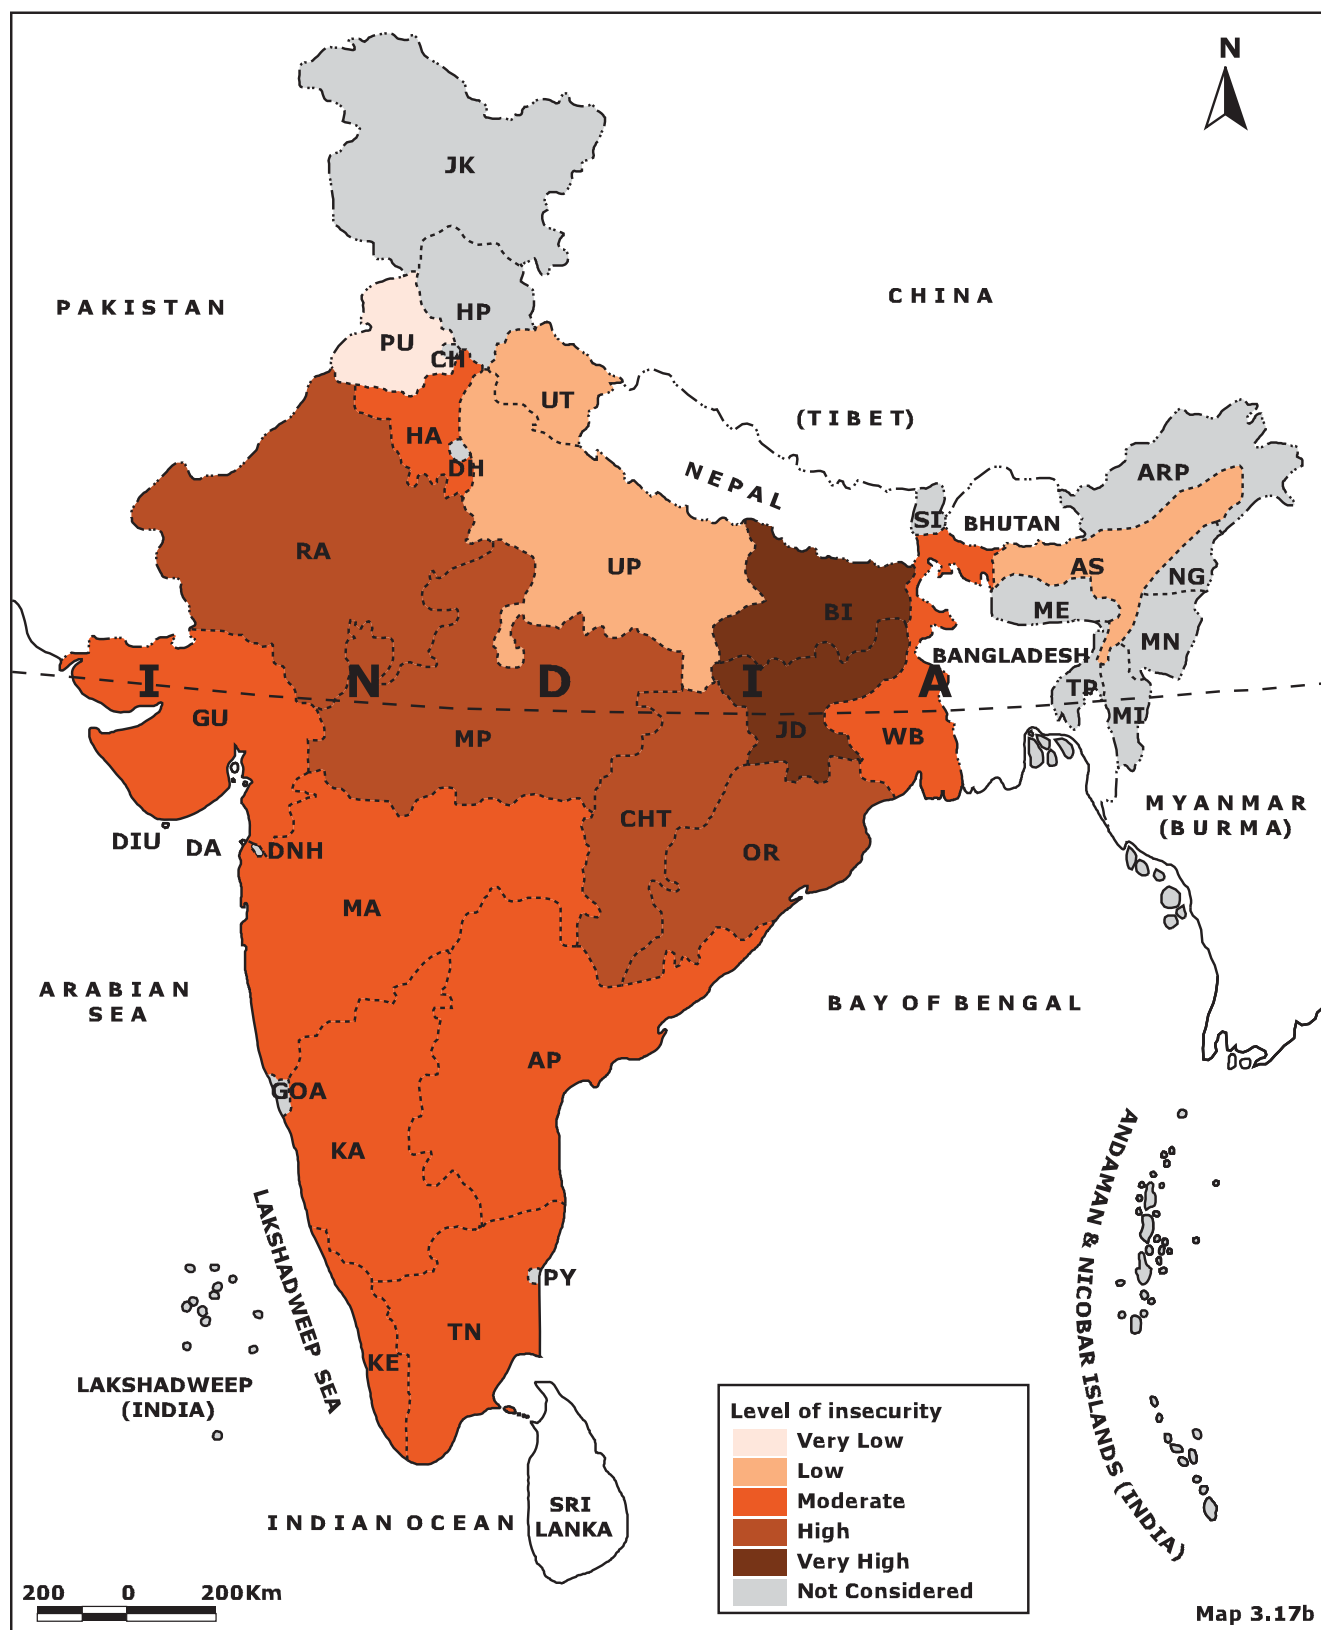 N
JK
PAKISTAN
HP
CHINA
PU
CH
UT
(TIBET)
HA
DH
NEPAL
ARP
SI
BHUTAN
RA
UP
AS
NG
BI
ME
MN
BANGLADESH
I N D I A
TP
GU
MP
JD
WB
MI
MYANMAR
(BURMA)
CHT
DIU
DA
DNH
OR
MA
ARABIAN
SEA
BAY OF BENGAL
AP
GOA
KA
ANDAMAN & NICOBAR ISLANDS (INDIA)
LAKSHADWEEP SEA
PY
TN
KE
LAKSHADWEEP
(INDIA)
Level of insecurity
Very Low
Low
Moderate
High
Very High
Not Considered
SRI
LANKA
INDIAN OCEAN
200 0 200Km
Map 3.17b